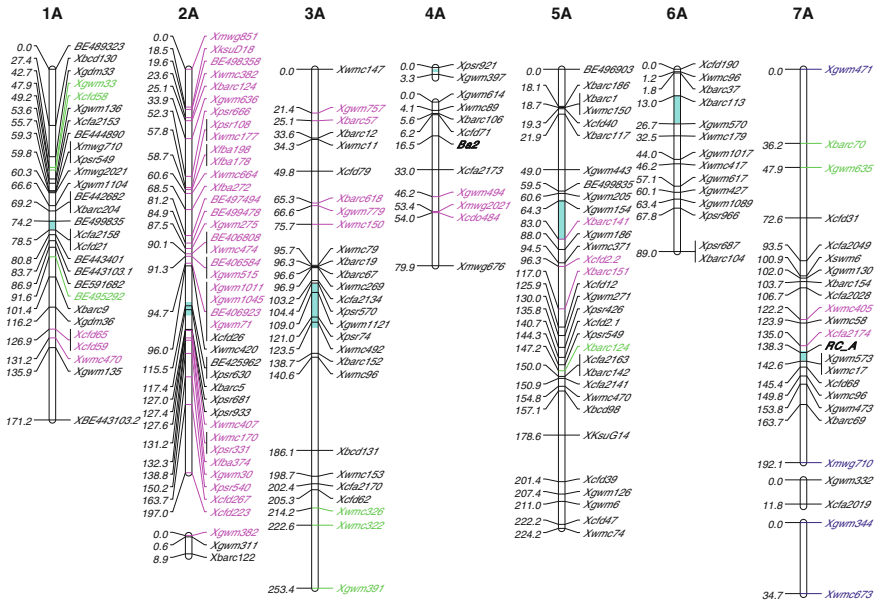 1A 2A 3A 4A 5A 6A 7A
1A
0.0 BE489323
27.4 Xbcd130
42.7 Xgdm33
47.9 Xgwm33
49.2 Xcfd58
53.6 Xgwm136
55.7 Xcfa2153
59.3 BE444890
59.8 Xmwg710
Xpsr549
60.3 Xmwg2021
66.6 Xgwm1104
69.2 BE442682
Xbarc204
74.2 BE499835
78.5 Xcfa2158
Xcfd21
80.8 BE443401
83.7 BE443103.1
86.9 BE591682
91.6 BE495292
101.4 Xbarc9
116.2 Xgdm36
126.9 Xcfd65
Xcfd59
131.2 Xwmc470
135.9 Xgwm135
171.2 XBE443103.2
2A
0.0 Xmwg851
18.5 XksuD18
19.6 BE498358
23.6 Xwmc382
25.1 Xbarc124
33.9 Xgwm636
52.3 Xpsr666
57.8 Xpsr108
Xwmc177
58.7 Xfba198
Xfba178
60.6 Xwmc664
68.5 Xfba272
81.2 BE497494
84.9 BE499478
87.5 Xgwm275
90.1 BE406808
Xwmc474
91.3 BE406584
Xgwm515
94.7 Xgwm1011
Xgwm1045
BE406923
Xgwm71
Xcfd26
96.0 Xwmc420
115.5 BE425962
Xpsr630
117.4 Xbarc5
127.0 Xpsr681
127.4 Xpsr933
127.6 Xwmc407
131.2 Xwmc170
Xpsr331
132.3 Xfba374
138.8 Xgwm30
150.2 Xpsr540
163.7 Xcfd267
197.0 Xcfd223
0.0 Xgwm382
0.6 Xgwm311
8.9 Xbarc122
3A
0.0 Xwmc147
21.4 Xgwm757
25.1 Xbarc57
33.6 Xbarc12
34.3 Xwmc11
49.8 Xcfd79
65.3 Xbarc618
66.6 Xgwm779
75.7 Xwmc150
95.7 Xwmc79
96.3 Xbarc19
96.6 Xbarc67
96.9 Xwmc269
103.2 Xcfa2134
104.4 Xpsr570
109.0 Xgwm1121
121.0 Xpsr74
123.5 Xwmc492
138.7 Xbarc152
140.6 Xwmc96
186.1 Xbcd131
198.7 Xwmc153
202.4 Xcfa2170
205.3 Xcfd62
214.2 Xwmc326
222.6 Xwmc322
253.4 Xgwm391
4A
0.0 Xpsr921
3.3 Xgwm397
0.0 Xgwm614
4.1 Xwmc89
5.6 Xbarc106
6.2 Xcfd71
16.5 Ba2
33.0 Xcfa2173
46.2 Xgwm494
53.4 Xmwg2021
54.0 Xcdo484
79.9 Xmwg676
5A
0.0 BE496903
18.1 Xbarc186
18.7 Xbarc1
Xwmc150
19.3 Xcfd40
21.9 Xbarc117
49.0 Xgwm443
59.5 BE499835
60.6 Xgwm205
64.3 Xgwm154
83.0 Xbarc141
88.0 Xgwm186
94.5 Xwmc371
96.3 Xcfd2.2
117.0 Xbarc151
125.9 Xcfd12
130.0 Xgwm271
135.8 Xpsr426
140.7 Xcfd2.1
144.3 Xpsr549
147.2 Xbarc124
150.0 Xcfa2163
Xbarc142
150.9 Xcfa2141
154.8 Xwmc470
157.1 Xbcd98
178.6 XKsuG14
201.4 Xcfd39
207.4 Xgwm126
211.0 Xgwm6
222.2 Xcfd47
224.2 Xwmc74
6A
0.0 Xcfd190
1.2 Xwmc96
1.8 Xbarc37
13.0 Xbarc113
26.7 Xgwm570
32.5 Xwmc179
44.0 Xgwm1017
46.2 Xwmc417
57.1 Xgwm617
60.1 Xgwm427
63.4 Xgwm1089
67.8 Xpsr966
89.0 Xpsr687
Xbarc104
7A
0.0 Xgwm471
36.2 Xbarc70
47.9 Xgwm635
72.6 Xcfd31
93.5 Xcfa2049
100.9 Xswm6
102.0 Xgwm130
103.7 Xbarc154
106.7 Xcfa2028
122.2 Xwmc405
123.9 Xwmc58
135.0 Xcfa2174
138.3 RC_A
142.6 Xgwm573
Xwmc17
145.4 Xcfd68
149.8 Xwmc96
153.8 Xgwm473
163.7 Xbarc69
192.1 Xmwg710
0.0 Xgwm332
11.8 Xcfa2019
0.0 Xgwm344
34.7 Xwmc673